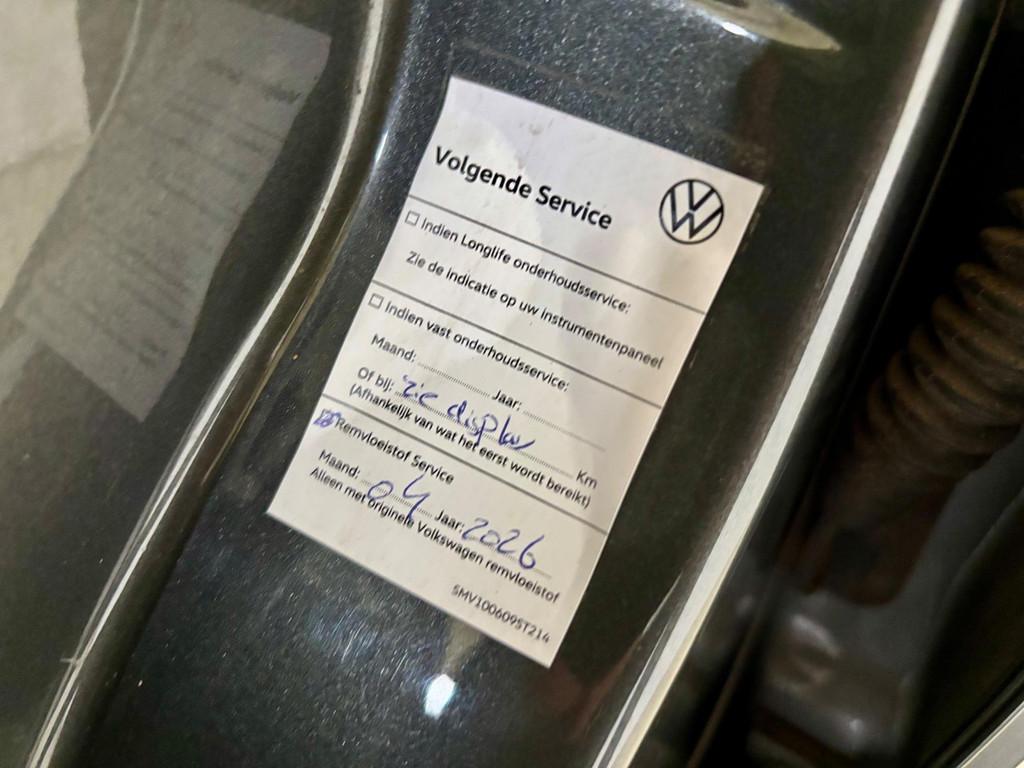 Volgende Service
☐ Indien Longlife onderhoudsservice:
Zie de indicatie op uw instrumentenpaneel
☐ Indien vast onderhoudsservice:
Maand: Jaar:
Of bij: zie display Km
(Afhankelijk van wat het eerst wordt bereikt)
☒ Remvloeistof Service
Maand: 04 Jaar: 2026
Alleen met originele Volkswagen remvloeistof
5MV100609ST214